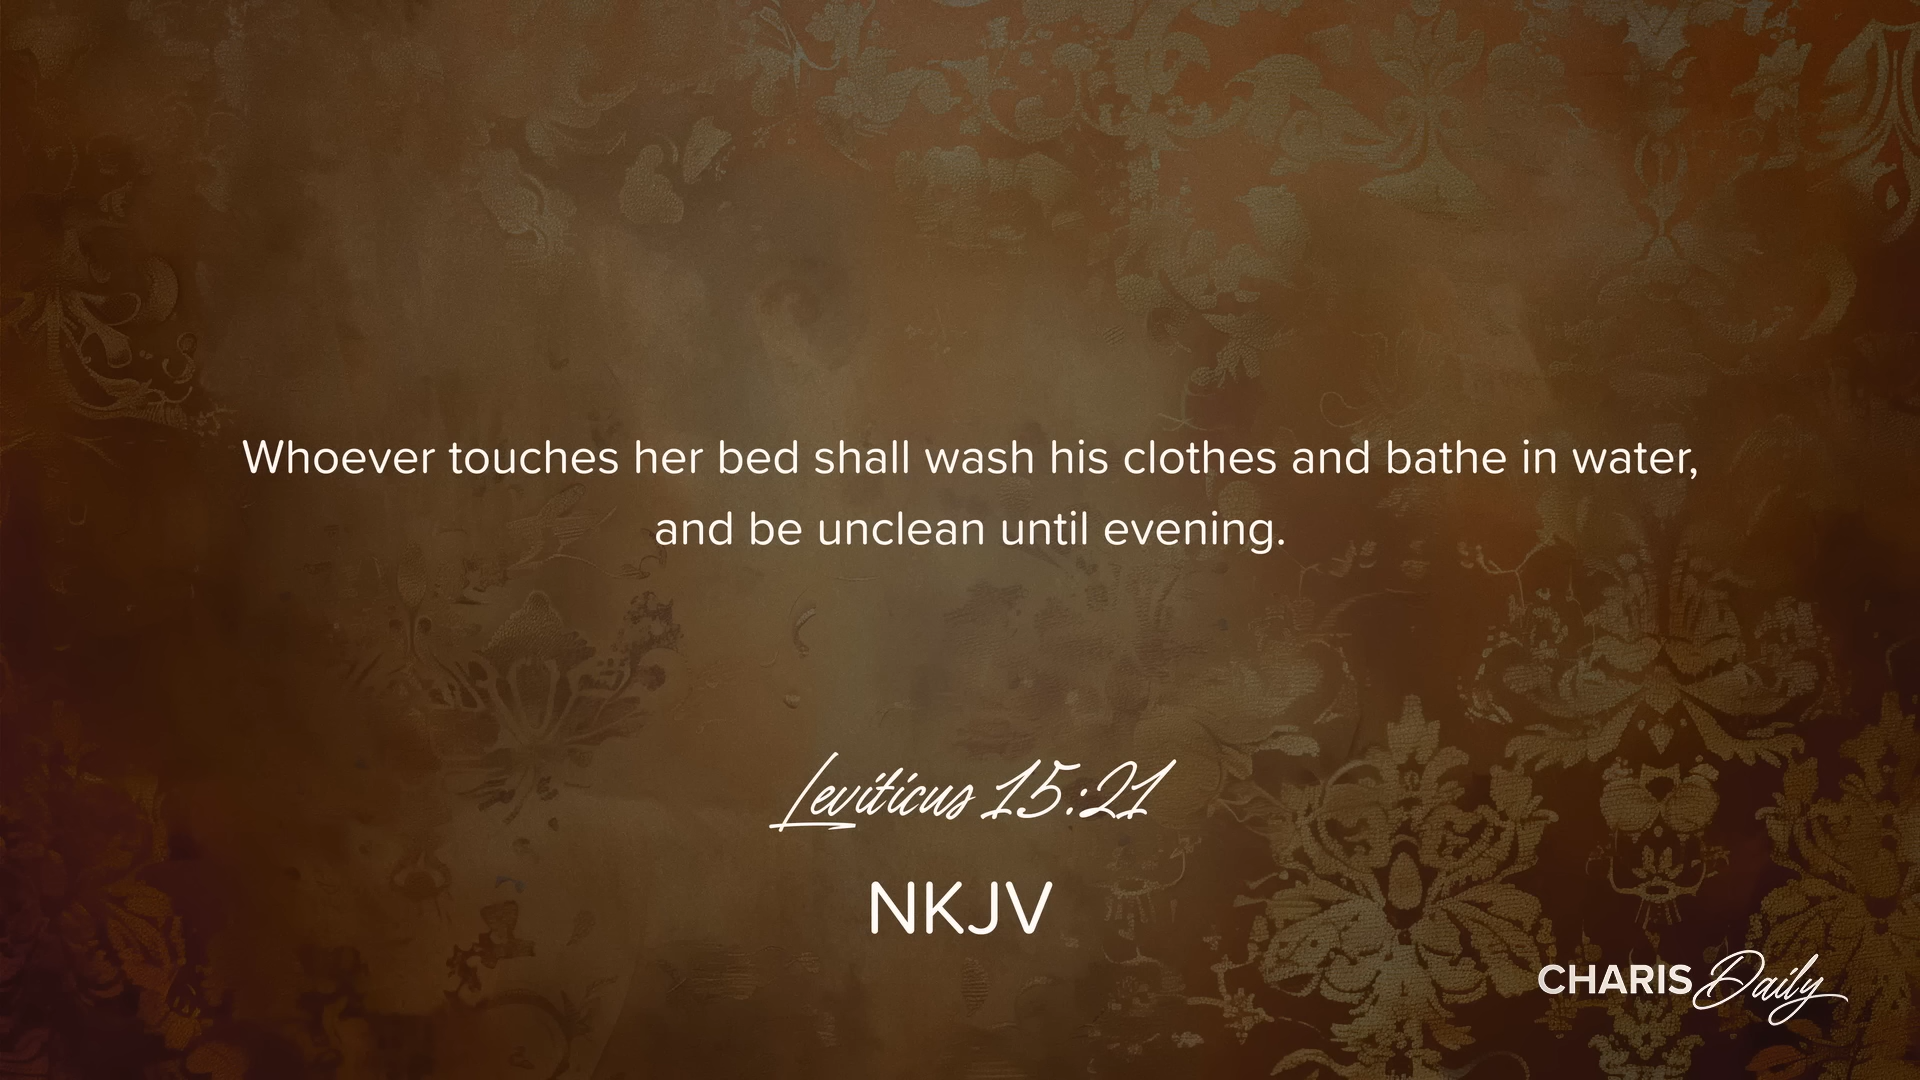 Whoever touches her bed shall wash his clothes and bathe in water,
and be unclean until evening.
Leviticus 15:21
NKJV
CHARIS Daily